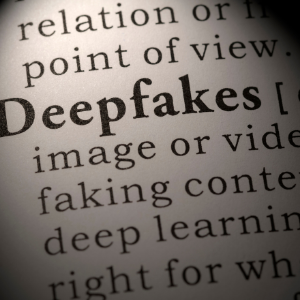 relation or
point of view.
Deepfakes [
image or
faking
deep
right for